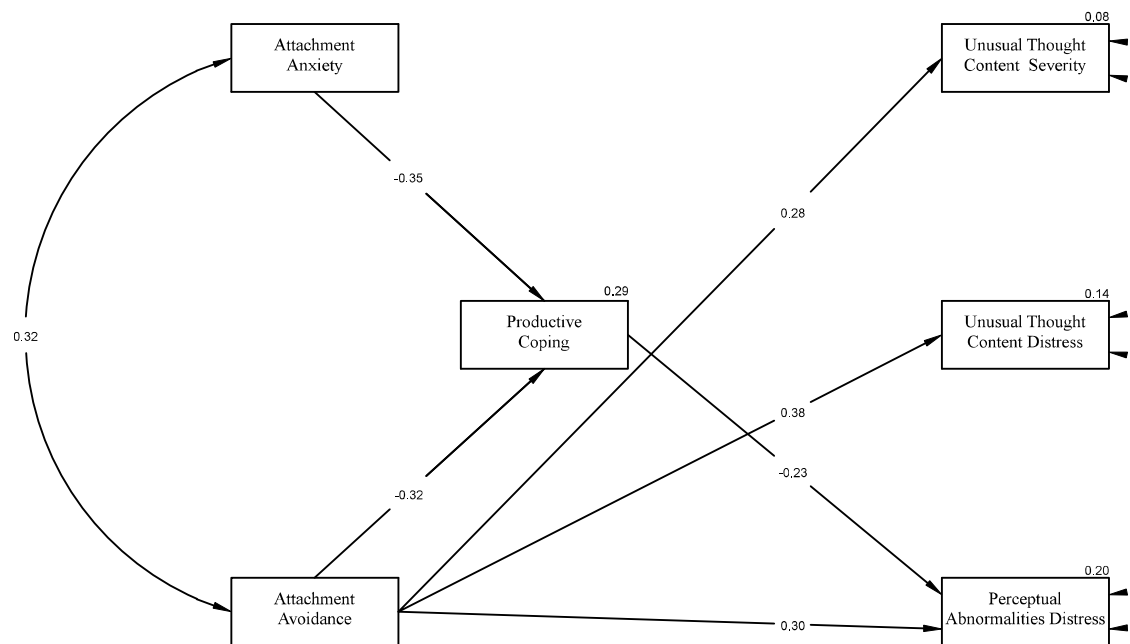 0.08
Attachment
Anxiety
Unusual Thought
Content Severity
-0.35
0.28
0.29
0.14
Productive
Coping
Unusual Thought
Content Distress
0.32
0.38
-0.23
-0.32
0.20
Attachment
Avoidance
Perceptual
Abnormalities Distress
0.30